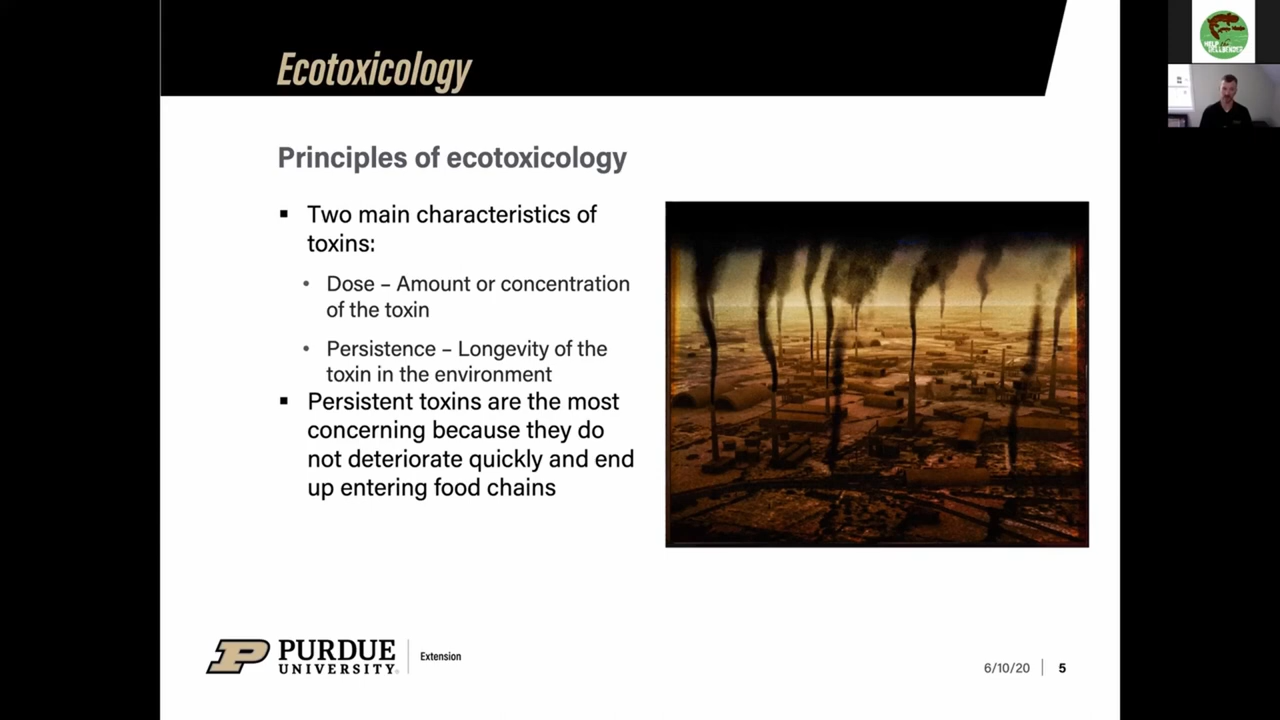 Ecotoxicology
Principles of ecotoxicology
▪ Two main characteristics of
toxins:
• Dose – Amount or concentration
of the toxin
• Persistence – Longevity of the
toxin in the environment
▪ Persistent toxins are the most
concerning because they do
not deteriorate quickly and end
up entering food chains
PURDUE
UNIVERSITY®
Extension
6/10/20 | 5
HELP
HELLBENDER